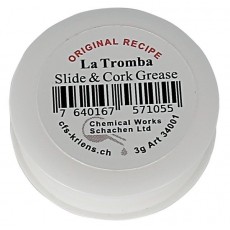 ORIGINAL RECIPE
La Tromba
Slide & Cork Grease
7 640167 571055
Chemical Works
Schachen Ltd
cfs-kriens.ch
3g Art 34001